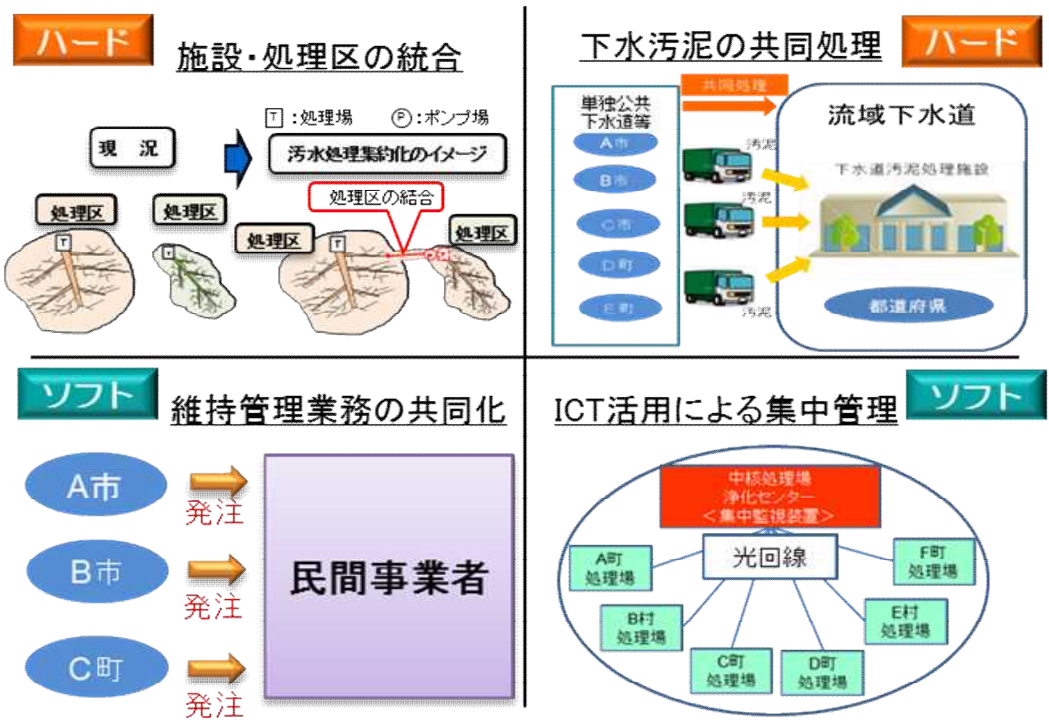 ハード
施設・処理区の統合
T:処理場 P:ポンプ場
現 況
汚水処理集約化のイメージ
処理区の結合
処理区
処理区
処理区
処理区
T
T
T
下水汚泥の共同処理
ハード
共同処理
単独公共
下水道等
A市
B市
C市
D町
E町
汚泥
汚泥
汚泥
流域下水道
下水道汚泥処理施設
都道府県
ソフト
維持管理業務の共同化
A市
発注
B市
発注
C町
発注
民間事業者
ICT活用による集中管理
ソフト
中核処理場
浄化センター
<集中監視装置>
光回線
A町
処理場
B村
処理場
C町
処理場
D町
処理場
E村
処理場
F町
処理場